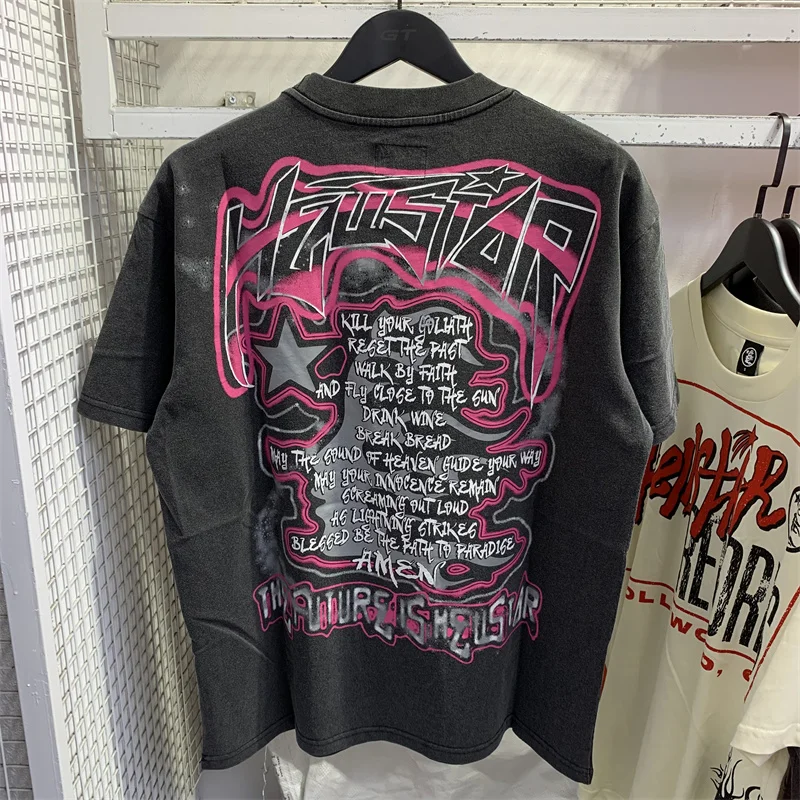 GT
HELLSTAR
KILL YOUR GOLIATH
RESET THE PAST
WALK BY FAITH
AND FLY CLOSE TO THE SUN
DRINK WINE
BREAK BREAD
MAY THE SOUND OF HEAVEN GUIDE YOUR WAY
MAY YOUR INNOCENCE REMAIN
SCREAMING OUT LOUD
AS LIGHTNING STRIKES
BLESSED BE THE PATH TO PARADISE
AMEN
THE FUTURE IS HELLSTAR